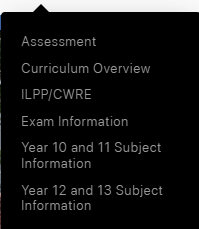 Assessment
Curriculum Overview
ILPP/CWRE
Exam Information
Year 10 and 11 Subject
Information
Year 12 and 13 Subject
Information